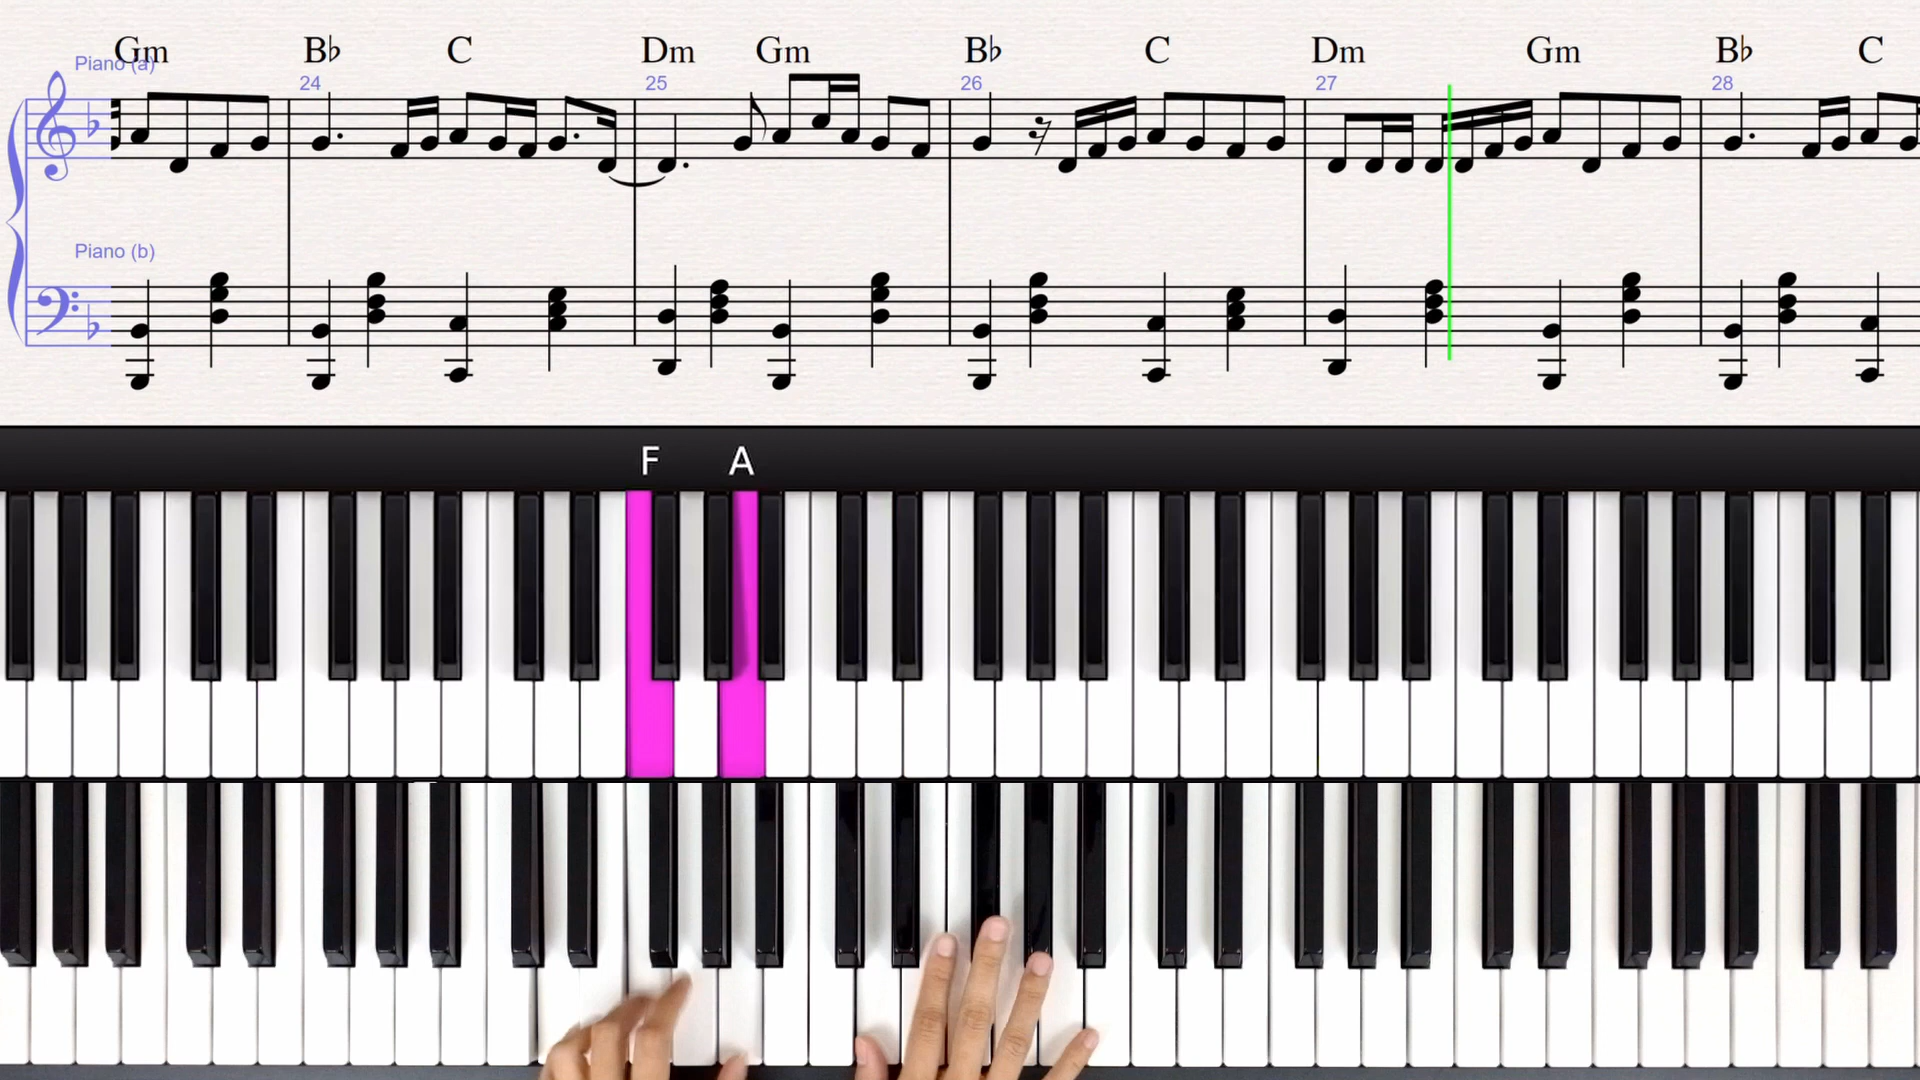 Gm B♭ C Dm Gm B♭ C Dm Gm B♭ C
Piano (a)
24 25 26 27 28
Piano (b)
F A